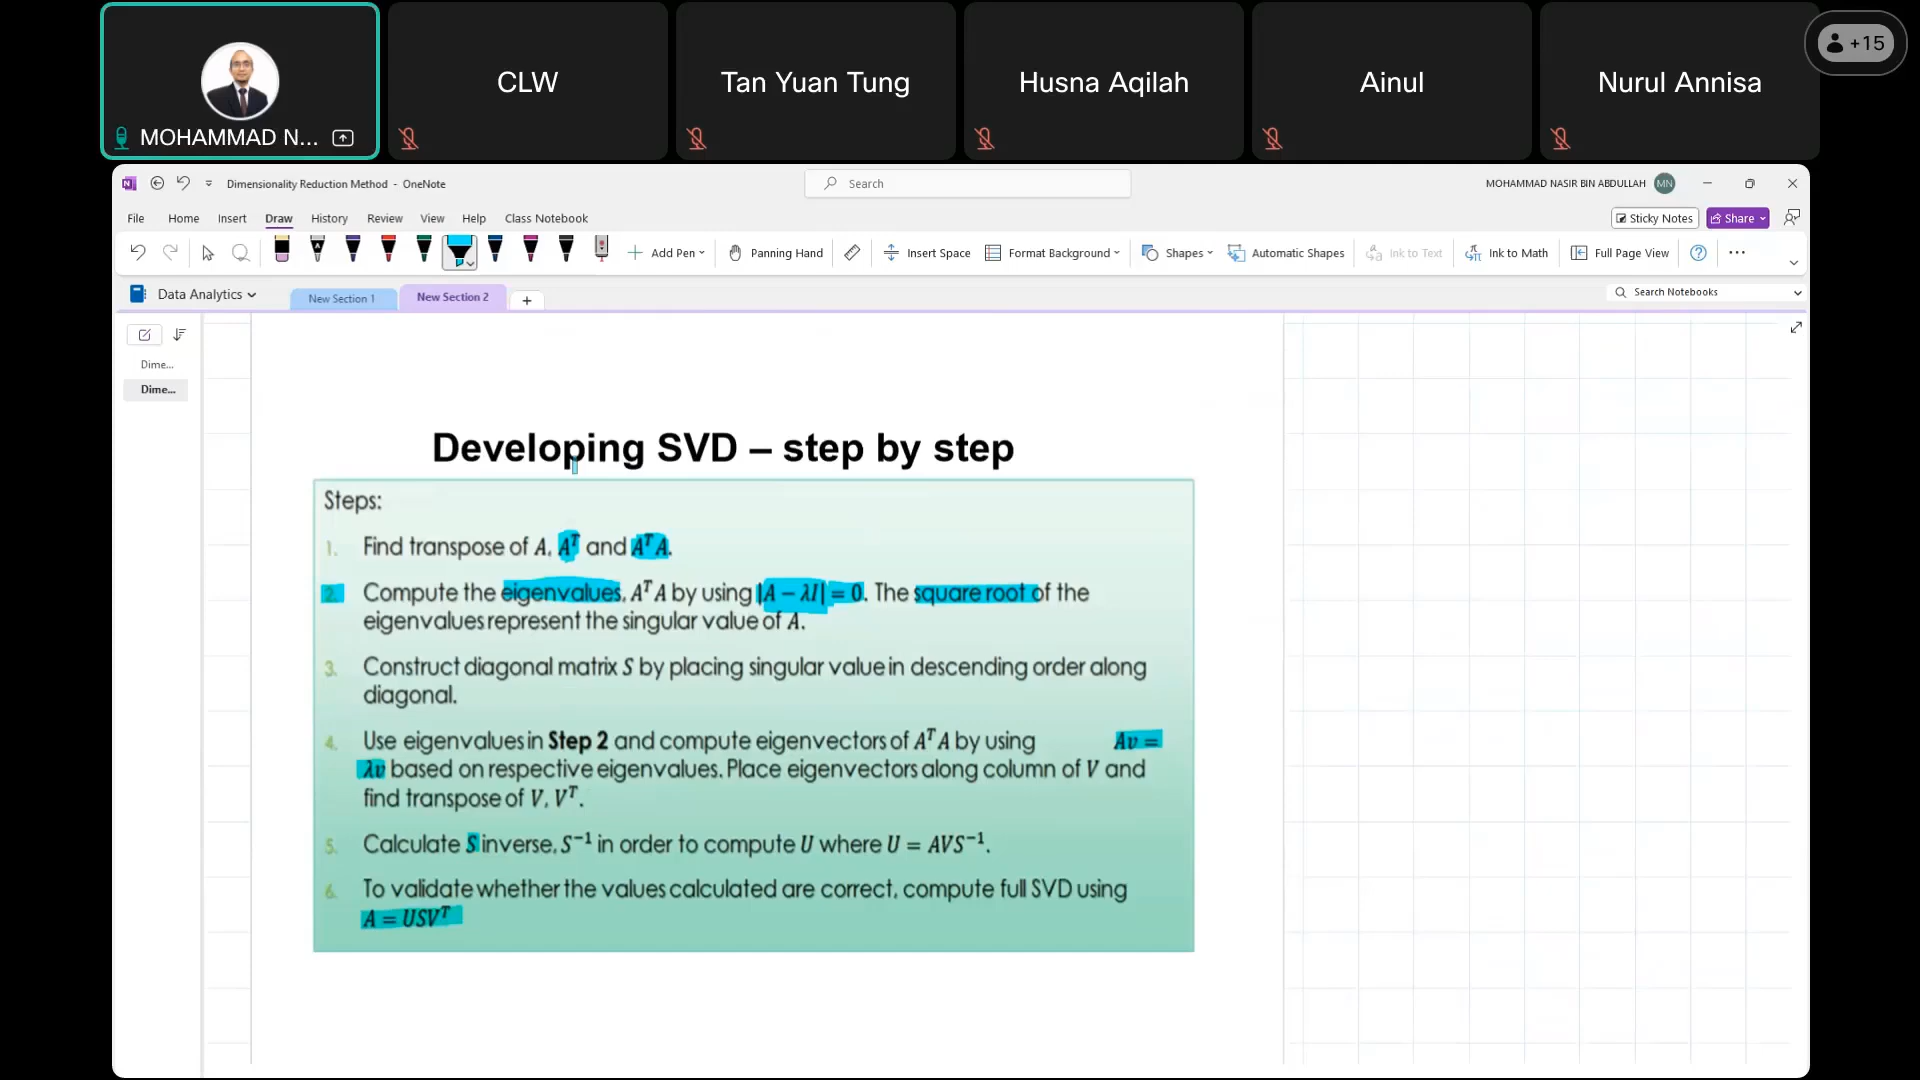 CLW
Tan Yuan Tung
Husna Aqilah
Ainul
Nurul Annisa
+15
MOHAMMAD N...
Dimensionality Reduction Method - OneNote
Search
MOHAMMAD NASIR BIN ABDULLAH
MN
File Home Insert Draw History Review View Help Class Notebook
Sticky Notes
Share
Add Pen
Panning Hand
Insert Space
Format Background
Shapes
Automatic Shapes
Ink to Text
Ink to Math
Full Page View
Data Analytics
New Section 1
New Section 2
+
Search Notebooks
Dime...
Dime...
Developing SVD – step by step
Steps:
1. Find transpose of A, Aᵀ and AᵀA.
2. Compute the eigenvalues, AᵀA by using |A − λI| = 0. The square root of the
eigenvalues represent the singular value of A.
3. Construct diagonal matrix S by placing singular value in descending order along
diagonal.
4. Use eigenvalues in Step 2 and compute eigenvectors of AᵀA by using Av =
λv based on respective eigenvalues. Place eigenvectors along column of V and
find transpose of V, Vᵀ.
5. Calculate S inverse, S⁻¹ in order to compute U where U = AVS⁻¹.
6. To validate whether the values calculated are correct, compute full SVD using
A = USVᵀ